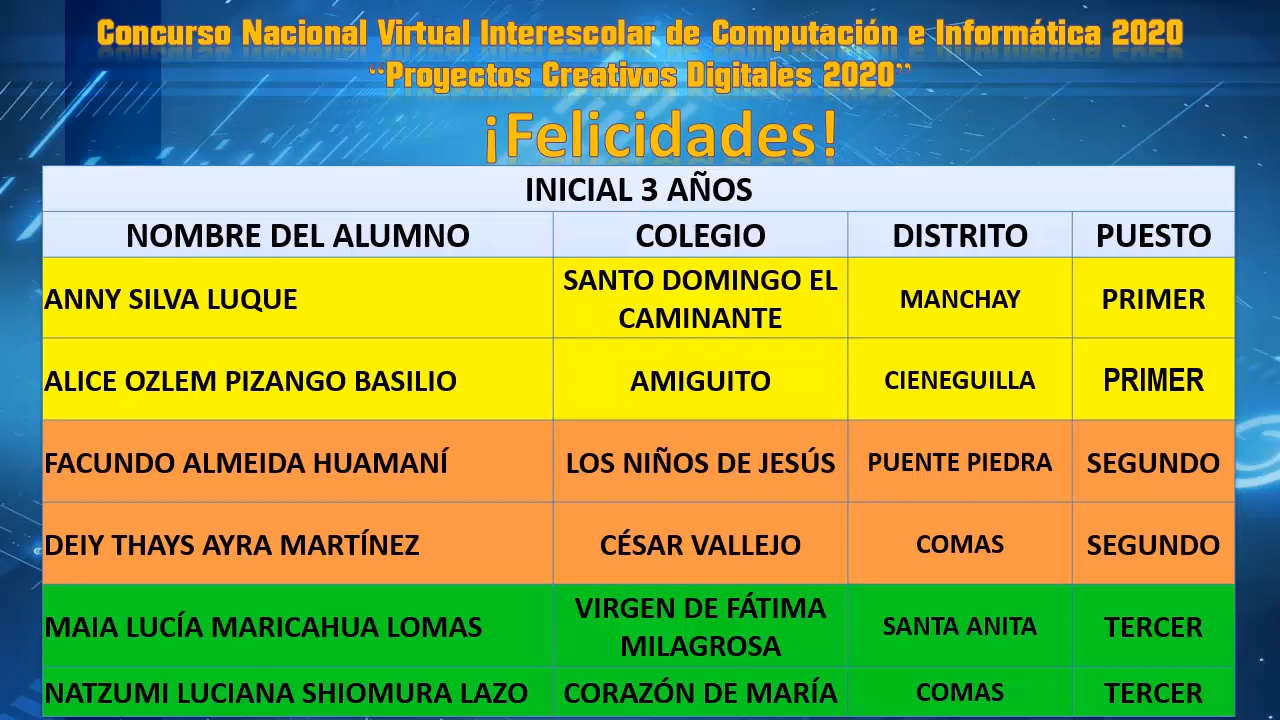 Concurso Nacional Virtual Interescolar de Computación e Informática 2020
“Proyectos Creativos Digitales 2020”
¡Felicidades!
INICIAL 3 AÑOS
NOMBRE DEL ALUMNO COLEGIO DISTRITO PUESTO
ANNY SILVA LUQUE SANTO DOMINGO EL CAMINANTE MANCHAY PRIMER
ALICE OZLEM PIZANGO BASILIO AMIGUITO CIENEGUILLA PRIMER
FACUNDO ALMEIDA HUAMANÍ LOS NIÑOS DE JESÚS PUENTE PIEDRA SEGUNDO
DEIY THAYS AYRA MARTÍNEZ CÉSAR VALLEJO COMAS SEGUNDO
MAIA LUCÍA MARICAHUA LOMAS VIRGEN DE FÁTIMA MILAGROSA SANTA ANITA TERCER
NATZUMI LUCIANA SHIOMURA LAZO CORAZÓN DE MARÍA COMAS TERCER